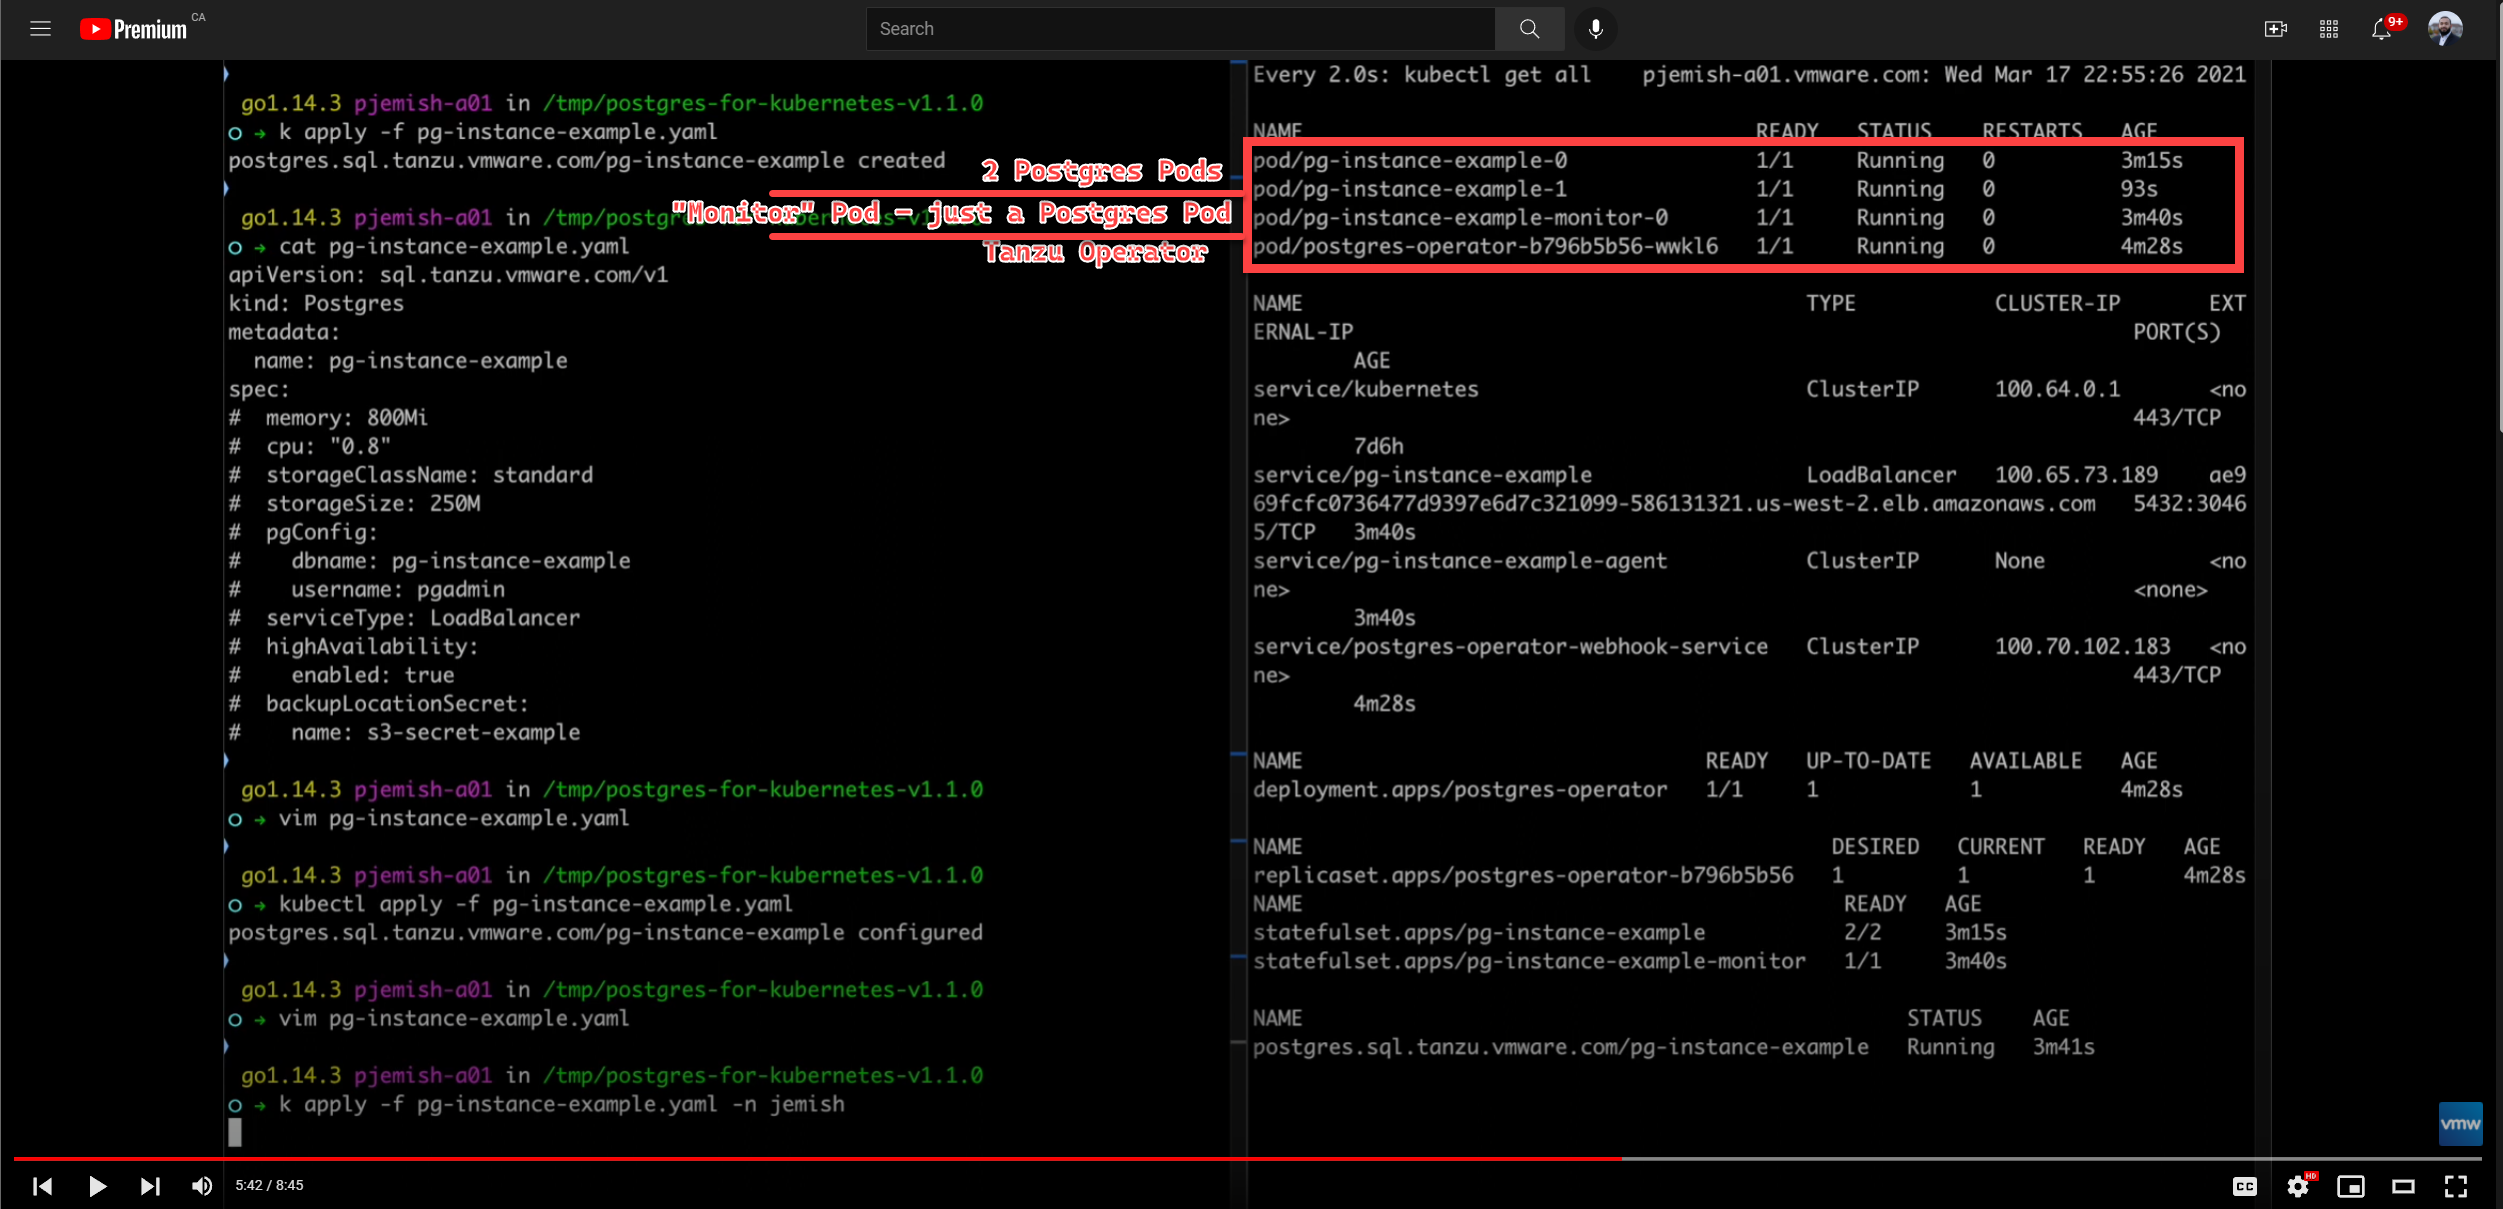 Premium CA
Search
9+
go1.14.3 pjemish-a01 in /tmp/postgres-for-kubernetes-v1.1.0
k apply -f pg-instance-example.yaml
postgres.sql.tanzu.vmware.com/pg-instance-example created
go1.14.3 pjemish-a01 in /tmp/postgres-for-kubernetes-v1.1.0
cat pg-instance-example.yaml
apiVersion: sql.tanzu.vmware.com/v1
kind: Postgres
metadata:
  name: pg-instance-example
spec:
#  memory: 800Mi
#  cpu: "0.8"
#  storageClassName: standard
#  storageSize: 250M
#  pgConfig:
#    dbname: pg-instance-example
#    username: pgadmin
#  serviceType: LoadBalancer
#  highAvailability:
#    enabled: true
#  backupLocationSecret:
#    name: s3-secret-example
go1.14.3 pjemish-a01 in /tmp/postgres-for-kubernetes-v1.1.0
vim pg-instance-example.yaml
go1.14.3 pjemish-a01 in /tmp/postgres-for-kubernetes-v1.1.0
kubectl apply -f pg-instance-example.yaml
postgres.sql.tanzu.vmware.com/pg-instance-example configured
go1.14.3 pjemish-a01 in /tmp/postgres-for-kubernetes-v1.1.0
vim pg-instance-example.yaml
go1.14.3 pjemish-a01 in /tmp/postgres-for-kubernetes-v1.1.0
k apply -f pg-instance-example.yaml -n jemish
2 Postgres Pods
"Monitor" Pod - just a Postgres Pod
Tanzu Operator
Every 2.0s: kubectl get all    pjemish-a01.vmware.com: Wed Mar 17 22:55:26 2021
NAME READY STATUS RESTARTS AGE
pod/pg-instance-example-0 1/1 Running 0 3m15s
pod/pg-instance-example-1 1/1 Running 0 93s
pod/pg-instance-example-monitor-0 1/1 Running 0 3m40s
pod/postgres-operator-b796b5b56-wwkl6 1/1 Running 0 4m28s
NAME TYPE CLUSTER-IP EXT
ERNAL-IP PORT(S)
AGE
service/kubernetes ClusterIP 100.64.0.1 <no
ne> 443/TCP
7d6h
service/pg-instance-example LoadBalancer 100.65.73.189 ae9
69fcfc0736477d9397e6d7c321099-586131321.us-west-2.elb.amazonaws.com 5432:3046
5/TCP 3m40s
service/pg-instance-example-agent ClusterIP None <no
ne> <none>
3m40s
service/postgres-operator-webhook-service ClusterIP 100.70.102.183 <no
ne> 443/TCP
4m28s
NAME READY UP-TO-DATE AVAILABLE AGE
deployment.apps/postgres-operator 1/1 1 1 4m28s
NAME DESIRED CURRENT READY AGE
replicaset.apps/postgres-operator-b796b5b56 1 1 1 4m28s
NAME READY AGE
statefulset.apps/pg-instance-example 2/2 3m15s
statefulset.apps/pg-instance-example-monitor 1/1 3m40s
NAME STATUS AGE
postgres.sql.tanzu.vmware.com/pg-instance-example Running 3m41s
vmw
5:42 / 8:45
CC
HD